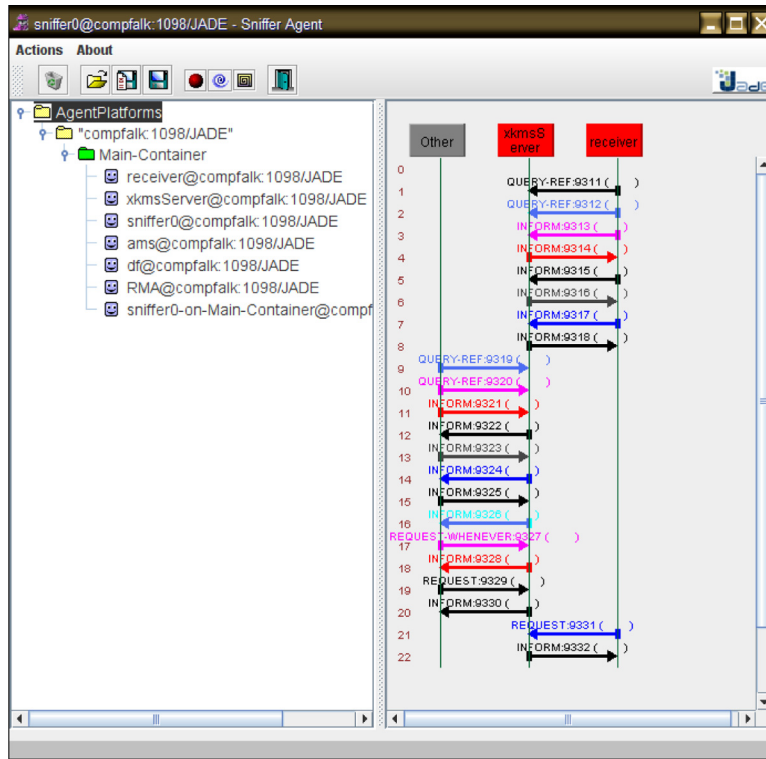 sniffer0@compfalk:1098/JADE - Sniffer Agent
Actions About
Jade
AgentPlatforms
"compfalk:1098/JADE"
Main-Container
receiver@compfalk:1098/JADE
xkmsServer@compfalk:1098/JADE
sniffer0@compfalk:1098/JADE
ams@compfalk:1098/JADE
df@compfalk:1098/JADE
RMA@compfalk:1098/JADE
sniffer0-on-Main-Container@compf
Other
xkmsS
erver
receiver
0
QUERY-REF:9311 ( )
1
QUERY-REF:9312 ( )
2
INFORM:9313 ( )
3
INFORM:9314 ( )
4
INFORM:9315 ( )
5
INFORM:9316 ( )
6
INFORM:9317 ( )
7
INFORM:9318 ( )
8
QUERY-REF:9319 ( )
9
QUERY-REF:9320 ( )
10
INFORM:9321 ( )
11
INFORM:9322 ( )
12
INFORM:9323 ( )
13
INFORM:9324 ( )
14
INFORM:9325 ( )
15
INFORM:9326 ( )
16
REQUEST-WHENEVER:9327 ( )
17
INFORM:9328 ( )
18
REQUEST:9329 ( )
19
INFORM:9330 ( )
20
REQUEST:9331 ( )
21
INFORM:9332 ( )
22